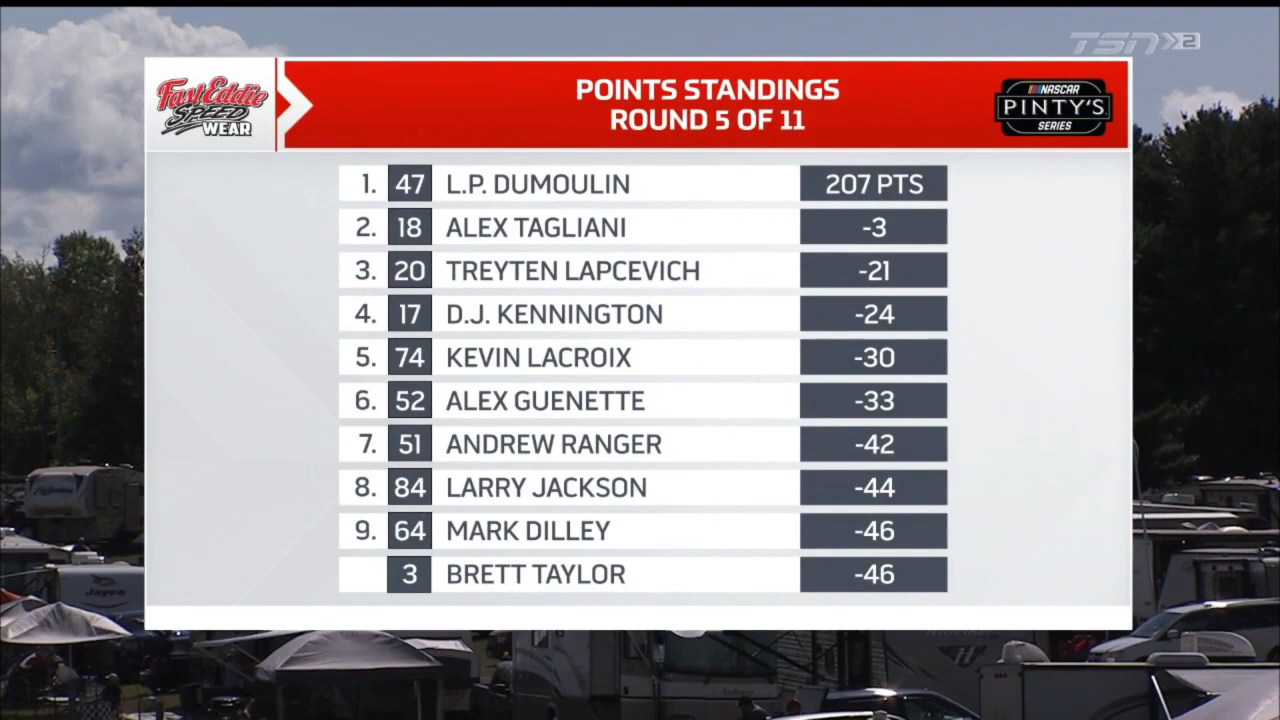 TSN 2
Fast Eddie
SPEED
WEAR
POINTS STANDINGS
ROUND 5 OF 11
NASCAR
PINTY'S
SERIES
1. 47 L.P. DUMOULIN 207 PTS
2. 18 ALEX TAGLIANI -3
3. 20 TREYTEN LAPCEVICH -21
4. 17 D.J. KENNINGTON -24
5. 74 KEVIN LACROIX -30
6. 52 ALEX GUENETTE -33
7. 51 ANDREW RANGER -42
8. 84 LARRY JACKSON -44
9. 64 MARK DILLEY -46
3 BRETT TAYLOR -46
Jayco